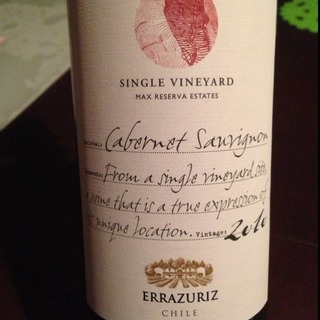 SINGLE VINEYARD
MAX RESERVA ESTATES
Cabernet Sauvignon
From a single vineyard site,
a wine that is a true expression of
its unique location. Vintage: 2010
ERRAZURIZ
CHILE